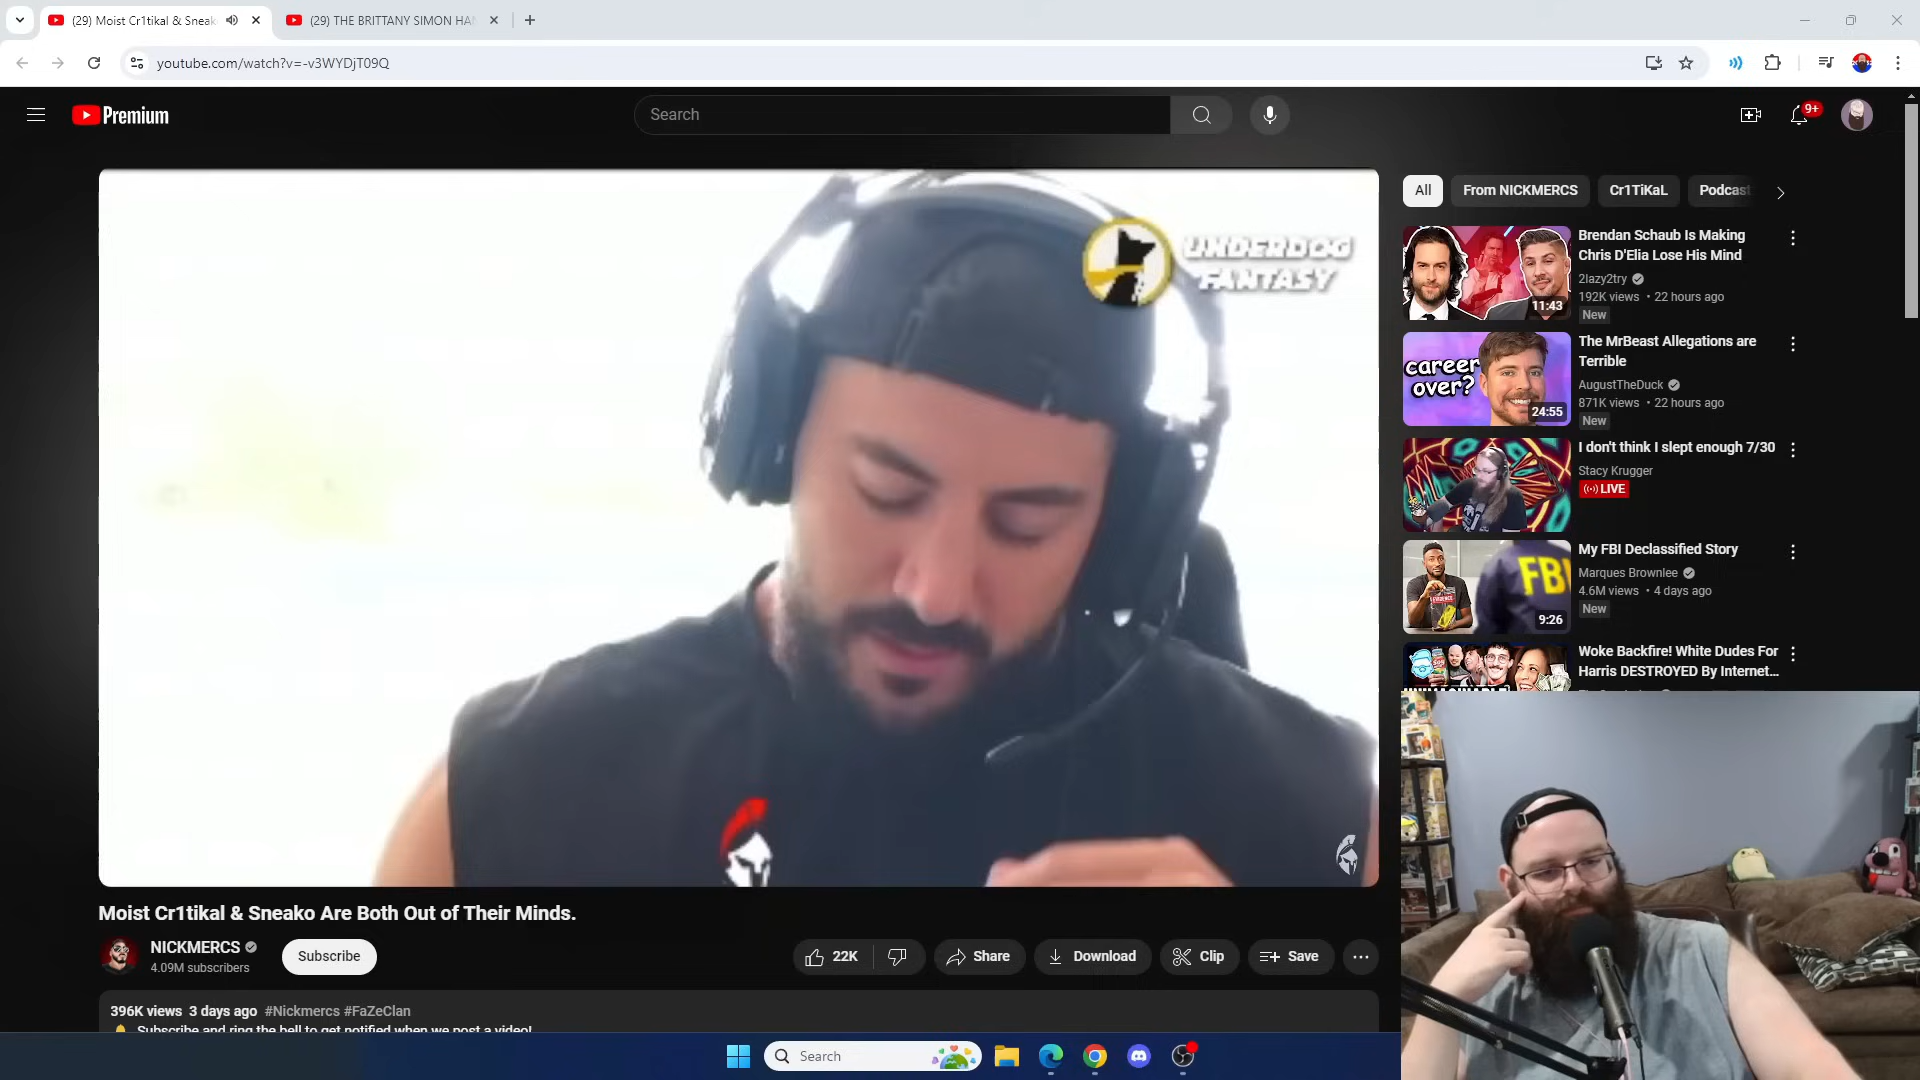 (29) Moist Cr1tikal & Sneak
(29) THE BRITTANY SIMON HAN
youtube.com/watch?v=-v3WYDjT09Q
Premium
Search
9+
UNDERDOG
FANTASY
All
From NICKMERCS
Cr1TiKaL
Podcast
Brendan Schaub Is Making
Chris D'Elia Lose His Mind
2lazy2try
192K views • 22 hours ago
New
11:43
The MrBeast Allegations are
Terrible
AugustTheDuck
871K views • 22 hours ago
New
career
over?
24:55
I don't think I slept enough 7/30
Stacy Krugger
LIVE
My FBI Declassified Story
Marques Brownlee
4.6M views • 4 days ago
New
FBI
9:26
Woke Backfire! White Dudes For
Harris DESTROYED By Internet...
Moist Cr1tikal & Sneako Are Both Out of Their Minds.
NICKMERCS
4.09M subscribers
Subscribe
22K
Share
Download
Clip
Save
396K views 3 days ago #Nickmercs #FaZeClan
Subscribe and ring the bell to get notified when we post a video!
Search